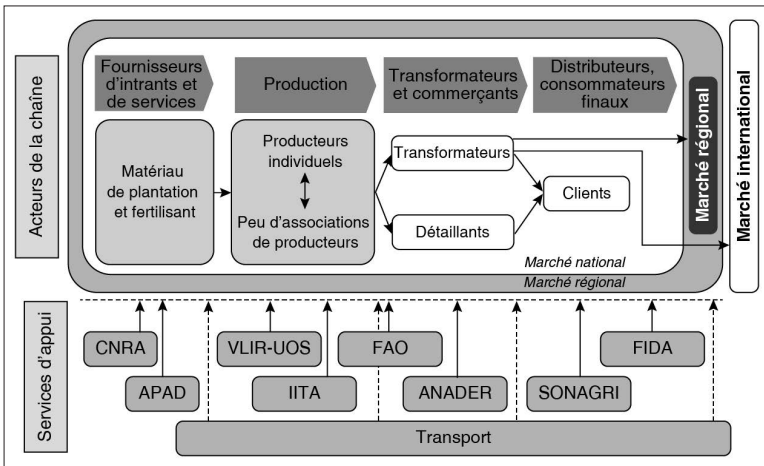 Acteurs de la chaîne
Fournisseurs
d'intrants et
de services
Production
Transformateurs
et commerçants
Distributeurs,
consommateurs
finaux
Matériau
de plantation
et fertilisant
Producteurs
individuels
Peu d'associations
de producteurs
Transformateurs
Détaillants
Clients
Marché national
Marché régional
Marché régional
Marché international
Services d'appui
CNRA
VLIR-UOS
FAO
FIDA
APAD
IITA
ANADER
SONAGRI
Transport